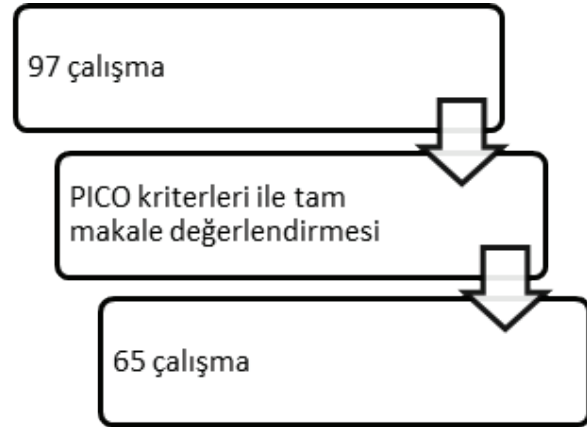 97 çalışma
PICO kriterleri ile tam
makale değerlendirmesi
65 çalışma